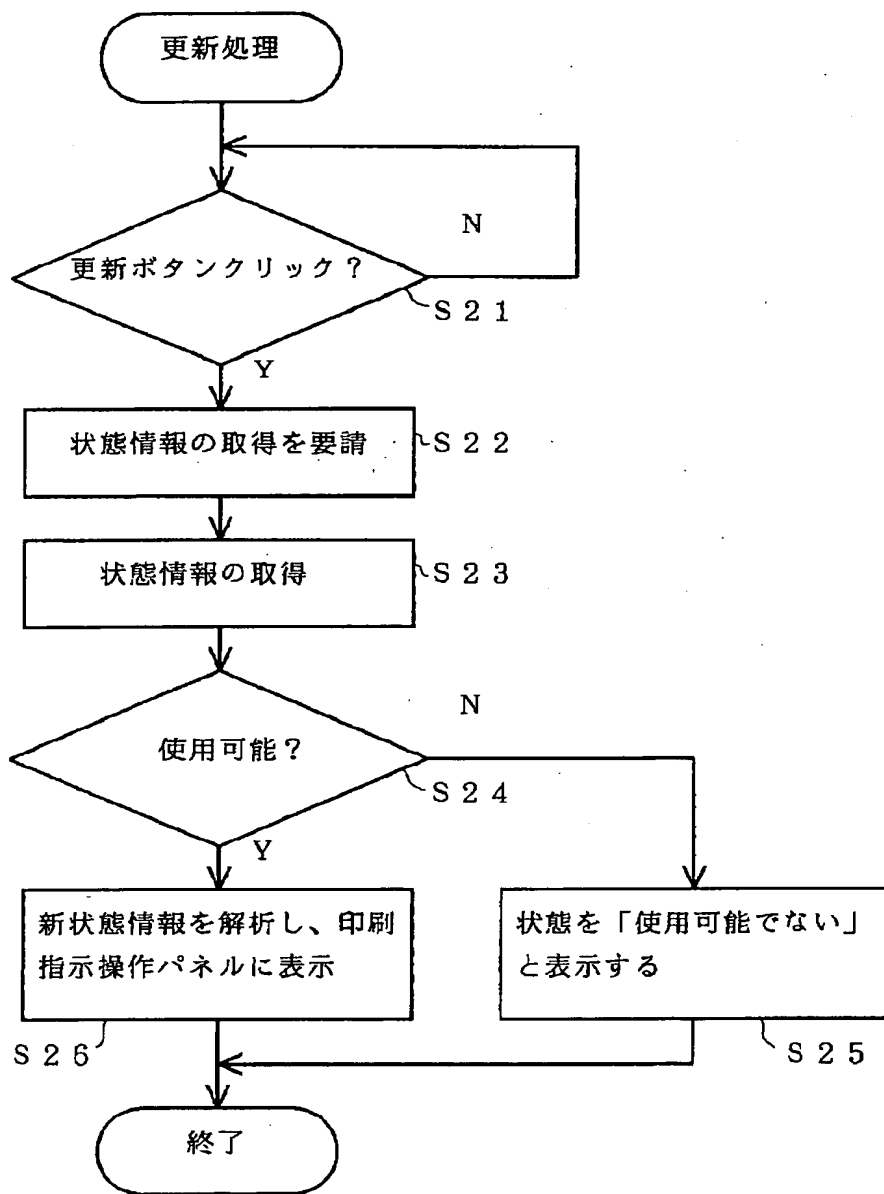 更新処理
N
更新ボタンクリック？
S21
Y
状態情報の取得を要請
S22
状態情報の取得
S23
N
使用可能？
S24
Y
新状態情報を解析し、印刷
指示操作パネルに表示
S26
状態を「使用可能でない」
と表示する
S25
終了